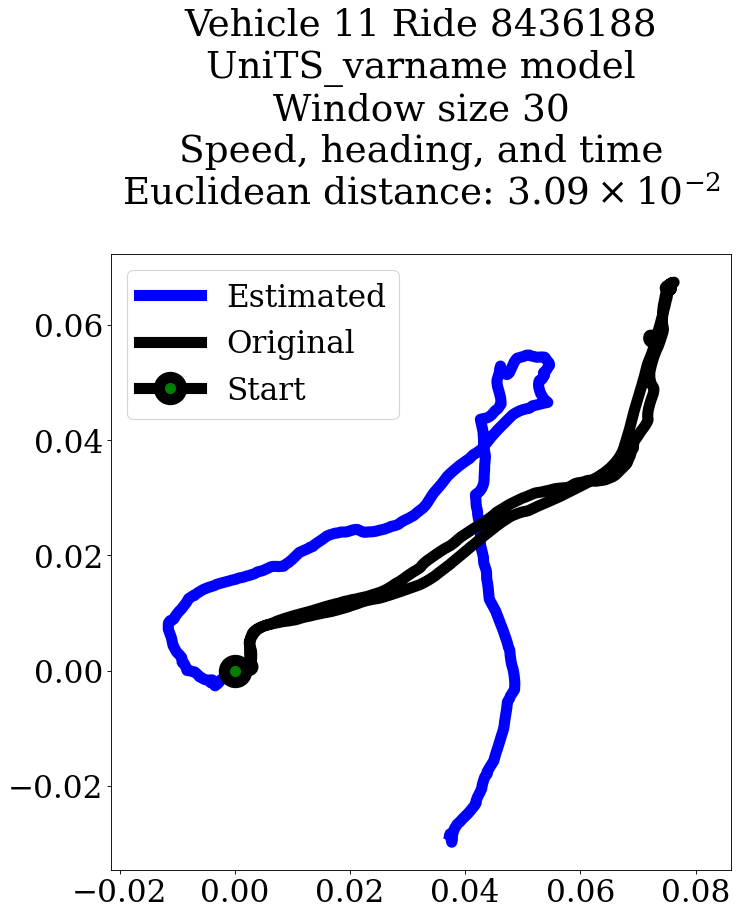 Vehicle 11 Ride 8436188
UniTS_varname model
Window size 30
Speed, heading, and time
Euclidean distance: 3.09 × 10⁻²
Estimated
Original
Start
0.06
0.04
0.02
0.00
−0.02
−0.02 0.00 0.02 0.04 0.06 0.08